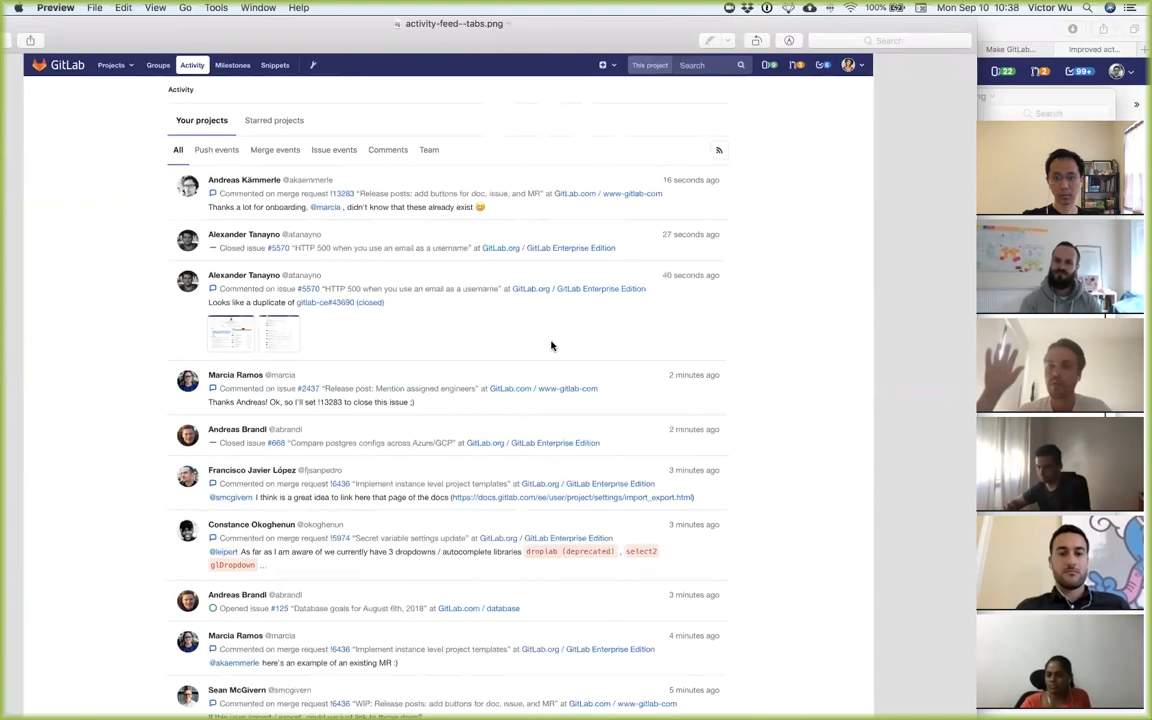 Preview File Edit View Go Tools Window Help 100% Mon Sep 10 10:38 Victor Wu
activity-feed--tabs.png
Search
Make GitLab... Improved act...
GitLab Projects Groups Activity Milestones Snippets This project Search
22 2 99+
Search
Activity
Your projects Starred projects
All Push events Merge events Issue events Comments Team
Andreas Kämmerle @akaemmerle 16 seconds ago
Commented on merge request !13283 “Release posts: add buttons for doc, issue, and MR” at GitLab.com / www-gitlab-com
Thanks a lot for onboarding, @marcia , didn't know that these already exist 😄
Alexander Tanayno @atanayno 27 seconds ago
Closed issue #5570 “HTTP 500 when you use an email as a username” at GitLab.org / GitLab Enterprise Edition
Alexander Tanayno @atanayno 40 seconds ago
Commented on issue #5570 “HTTP 500 when you use an email as a username” at GitLab.org / GitLab Enterprise Edition
Looks like a duplicate of gitlab-ce#43690 (closed)
Marcia Ramos @marcia 2 minutes ago
Commented on issue #2437 “Release post: Mention assigned engineers” at GitLab.com / www-gitlab-com
Thanks Andreas! Ok, so I'll set !13283 to close this issue ;)
Andreas Brandl @abrandl 2 minutes ago
Closed issue #668 “Compare postgres configs across Azure/GCP” at GitLab.org / GitLab Enterprise Edition
Francisco Javier López @fjsanpedro 3 minutes ago
Commented on merge request !6436 “Implement instance level project templates” at GitLab.org / GitLab Enterprise Edition
@smcgivern I think is a great idea to link here that page of the docs (https://docs.gitlab.com/ee/user/project/settings/import_export.html)
Constance Okoghenun @okoghenun 3 minutes ago
Commented on merge request !5974 “Secret variable settings update” at GitLab.org / GitLab Enterprise Edition
@leipert As far as I am aware of we currently have 3 dropdowns / autocomplete libraries droplab (deprecated) , select2
glDropdown ...
Andreas Brandl @abrandl 3 minutes ago
Opened issue #125 “Database goals for August 6th, 2018” at GitLab.com / database
Marcia Ramos @marcia 4 minutes ago
Commented on merge request !6436 “Implement instance level project templates” at GitLab.org / GitLab Enterprise Edition
@akaemmerle here's an example of an existing MR :)
Sean McGivern @smcgivern 5 minutes ago
Commented on merge request !6436 “WIP: Release posts: add buttons for doc, issue, and MR” at GitLab.com / www-gitlab-com